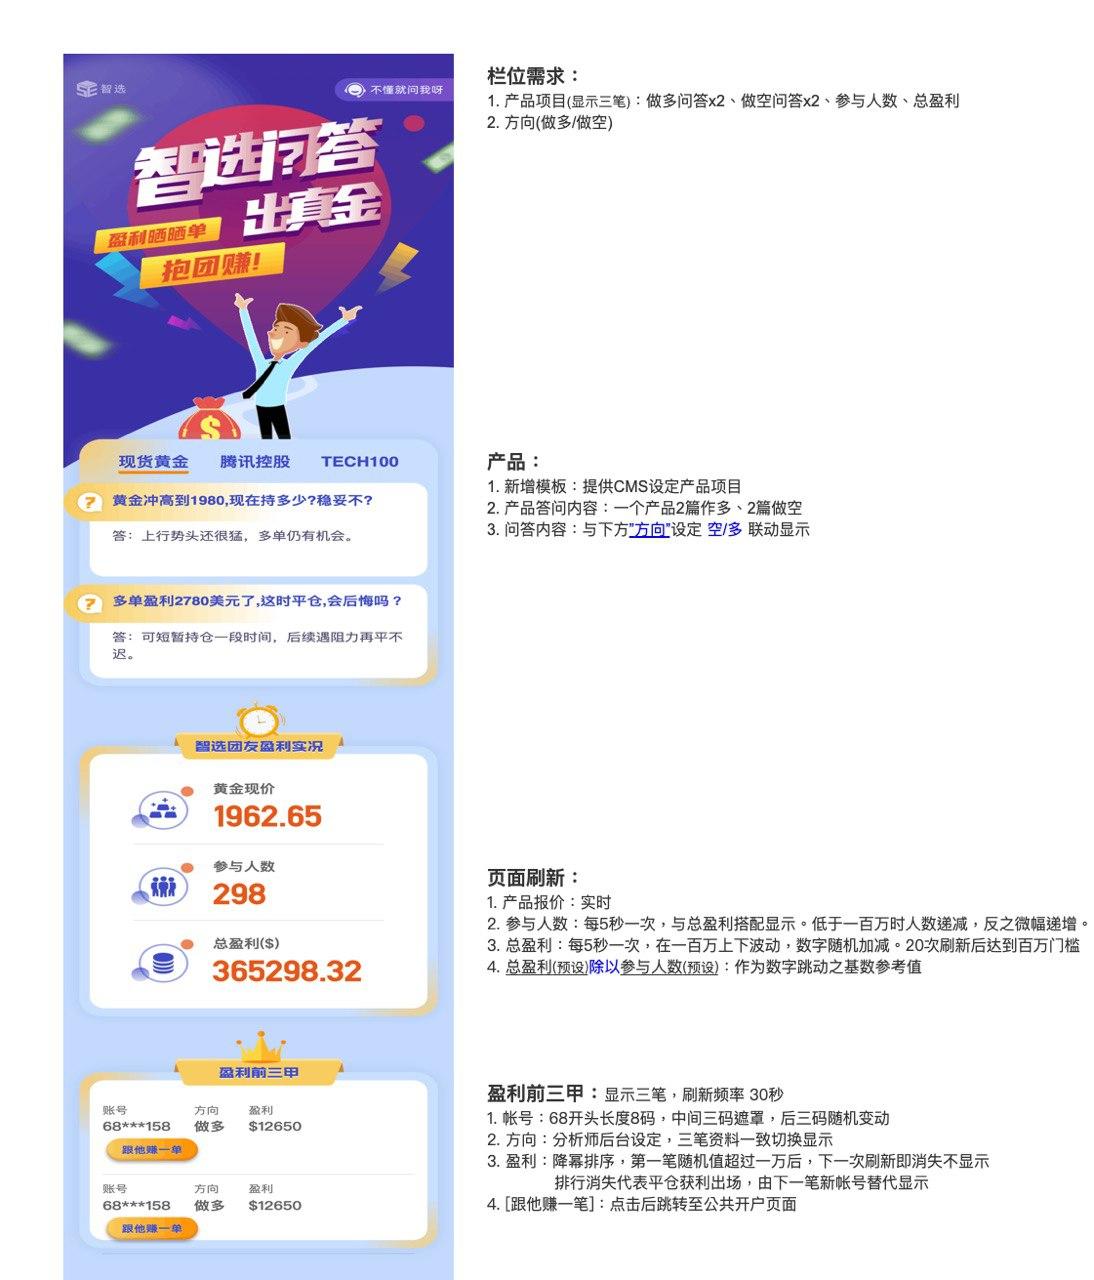 智选
不懂就问我呀
智选问?答
出真金
盈利晒晒单
抱团赚!
$
现货黄金 腾讯控股 TECH100
? 黄金冲高到1980,现在持多少?稳妥不?
答：上行势头还很猛，多单仍有机会。
? 多单盈利2780美元了,这时平仓,会后悔吗？
答：可短暂持仓一段时间，后续遇阻力再平不
迟。
智选团友盈利实况
黄金现价
1962.65
参与人数
298
总盈利($)
365298.32
盈利前三甲
账号 方向 盈利
68***158 做多 $12650
跟他赚一单
账号 方向 盈利
68***158 做多 $12650
跟他赚一单
栏位需求：
1. 产品项目(显示三笔)：做多问答x2、做空问答x2、参与人数、总盈利
2. 方向(做多/做空)
产品：
1. 新增模板：提供CMS设定产品项目
2. 产品答问内容：一个产品2篇作多、2篇做空
3. 问答内容：与下方"方向"设定 空/多 联动显示
页面刷新：
1. 产品报价：实时
2. 参与人数：每5秒一次，与总盈利搭配显示。低于一百万时人数递减，反之微幅递增。
3. 总盈利：每5秒一次，在一百万上下波动，数字随机加减。20次刷新后达到百万门槛
4. 总盈利(预设)除以参与人数(预设)：作为数字跳动之基数参考值
盈利前三甲：显示三笔，刷新频率 30秒
1. 帐号：68开头长度8码，中间三码遮罩，后三码随机变动
2. 方向：分析师后台设定，三笔资料一致切换显示
3. 盈利：降幂排序，第一笔随机值超过一万后，下一次刷新即消失不显示
排行消失代表平仓获利出场，由下一笔新帐号替代显示
4. [跟他赚一笔]：点击后跳转至公共开户页面